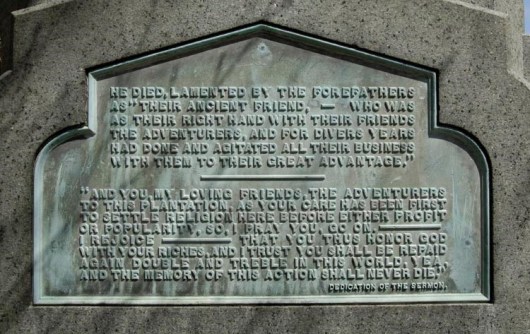 HE DIED, LAMENTED BY THE FOREFATHERS
AS "THEIR ANCIENT FRIEND, — WHO WAS
AS THEIR RIGHT HAND WITH THEIR FRIENDS
THE ADVENTURERS, AND FOR DIVERS YEARS
HAD DONE AND AGITATED ALL THEIR BUSINESS
WITH THEM TO THEIR GREAT ADVANTAGE."
"AND YOU, MY LOVING FRIENDS, THE ADVENTURERS
TO THIS PLANTATION, AS YOUR CARE HAS BEEN FIRST
TO SETTLE RELIGION HERE BEFORE EITHER PROFIT
OR POPULARITY, SO, I PRAY YOU, GO ON. ———
I REJOICE ——— THAT YOU THUS HONOR GOD
WITH YOUR RICHES, AND I TRUST YOU SHALL BE REPAID
AGAIN DOUBLE AND TREBLE IN THIS WORLD, YEA,
AND THE MEMORY OF THIS ACTION SHALL NEVER DIE."
DEDICATION OF THE SERMON.